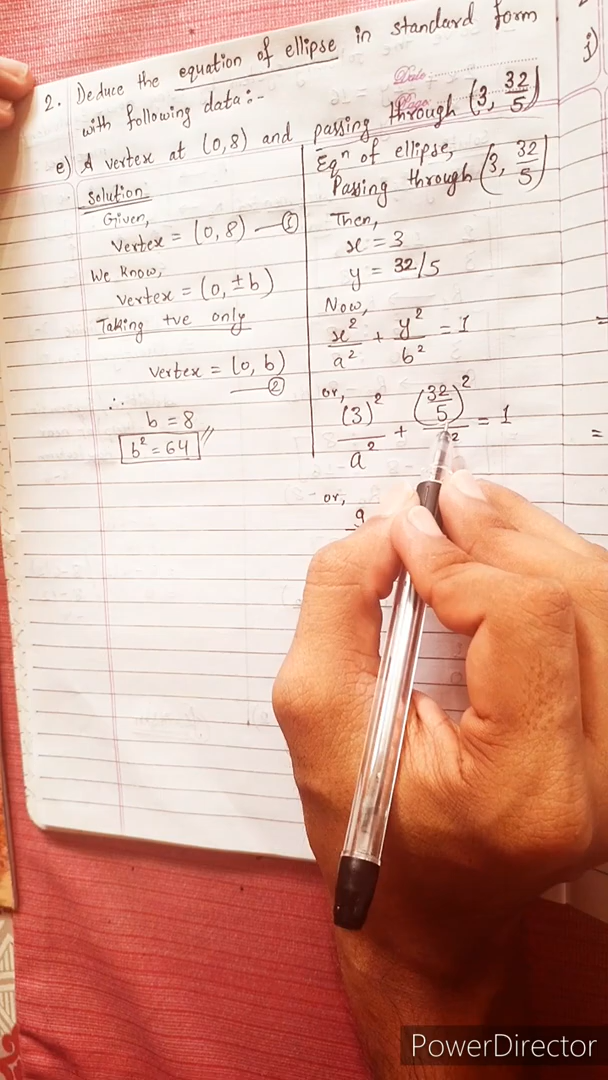 2. Deduce the equation of ellipse in standard form
with following data:-
Date:
Page:
e) A vertex at (0,8) and passing through (3, 32/5)
Solution
Given,
Vertex = (0,8) — ①
We Know,
vertex = (0, ±b)
Taking +ve only
vertex = (0, b)
— ②
∴
b = 8
b² = 64 //
Eqⁿ of ellipse,
Passing through (3, 32/5)
Then,
x = 3
y = 32/5
Now,
x²/a² + y²/b² = 1
or,
(3)²/a² + (32/5)²/ ² = 1
or,
9
j)
=
=
PowerDirector